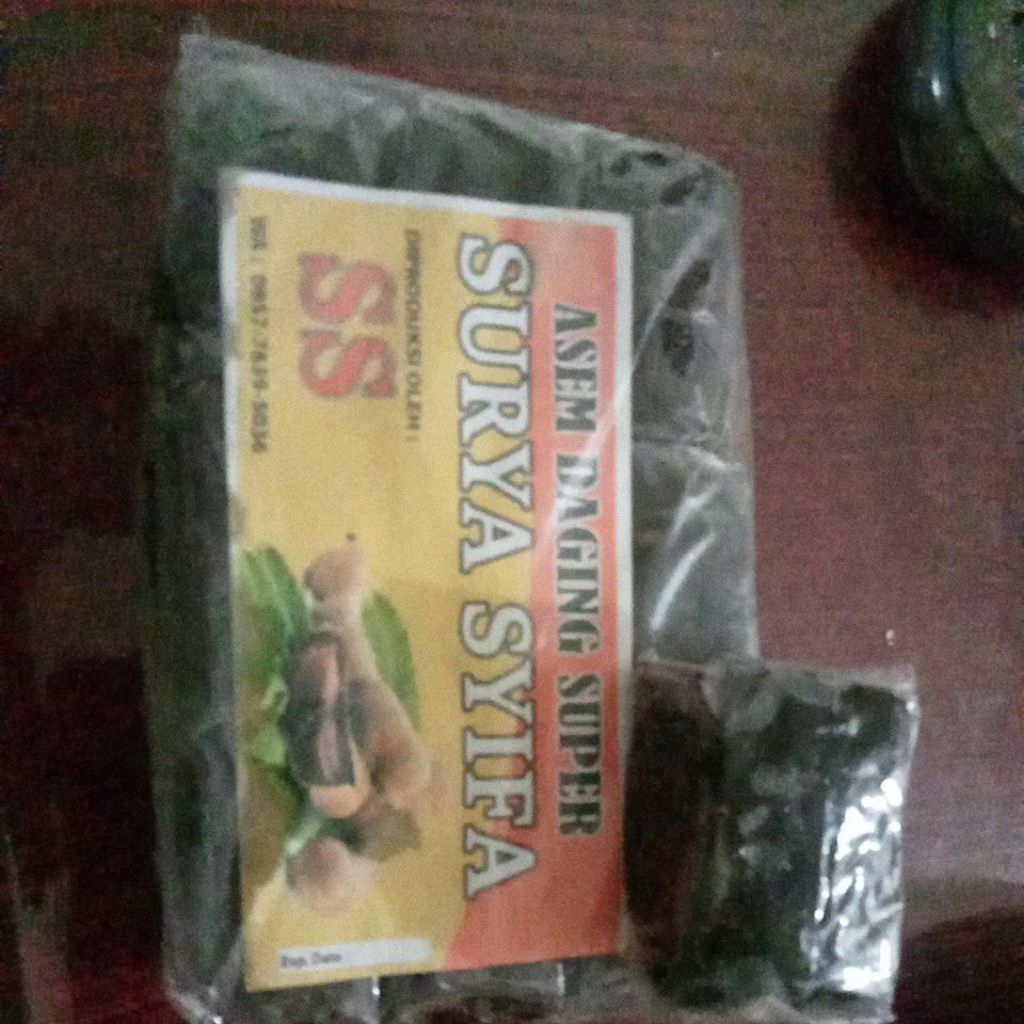 ASEM DAGING SUPER
SURYA SYIFA
DIPRODUKSI OLEH :
SS
Exp. Date